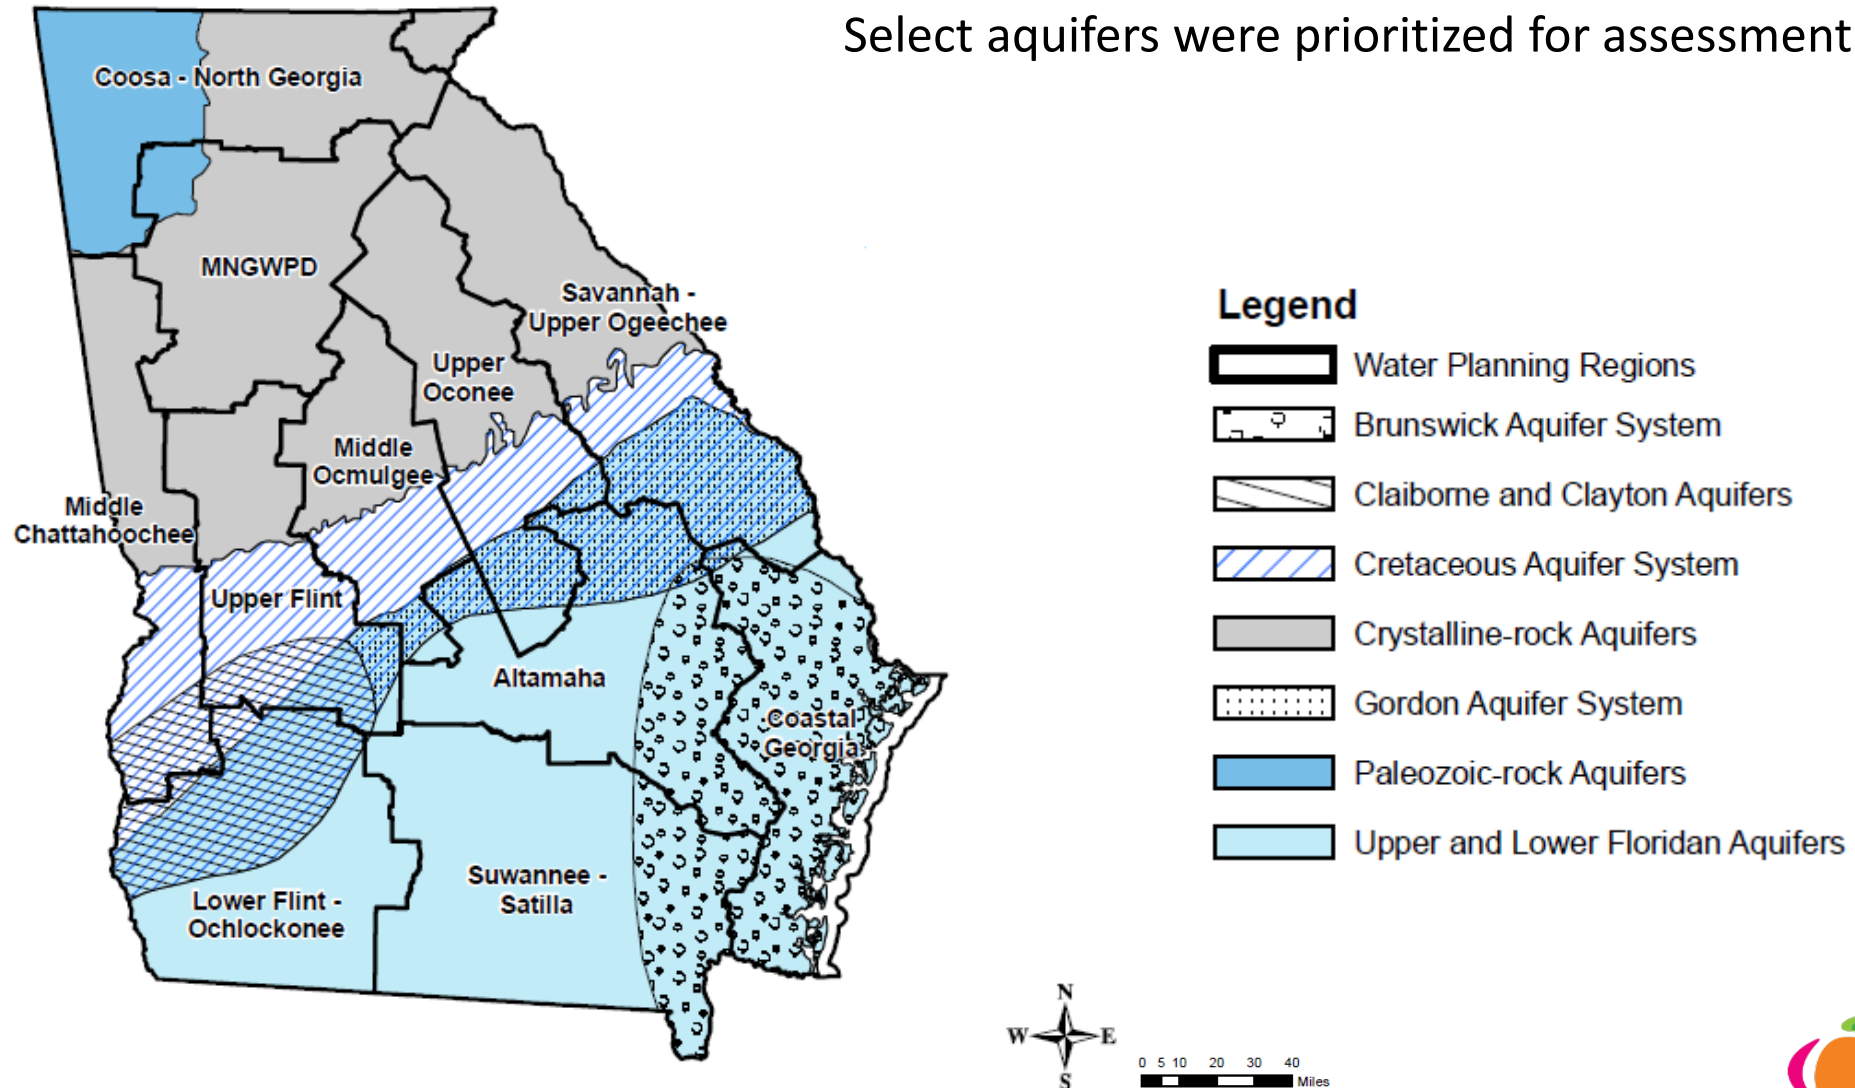 Select aquifers were prioritized for assessment
Coosa - North Georgia
MNGWPD
Savannah -
Upper Ogeechee
Upper
Oconee
Middle
Ocmulgee
Middle
Chattahoochee
Upper Flint
Altamaha
Coastal
Georgia
Suwannee -
Satilla
Lower Flint -
Ochlockonee
Legend
Water Planning Regions
Brunswick Aquifer System
Claiborne and Clayton Aquifers
Cretaceous Aquifer System
Crystalline-rock Aquifers
Gordon Aquifer System
Paleozoic-rock Aquifers
Upper and Lower Floridan Aquifers
N
W E
S
0 5 10 20 30 40
Miles